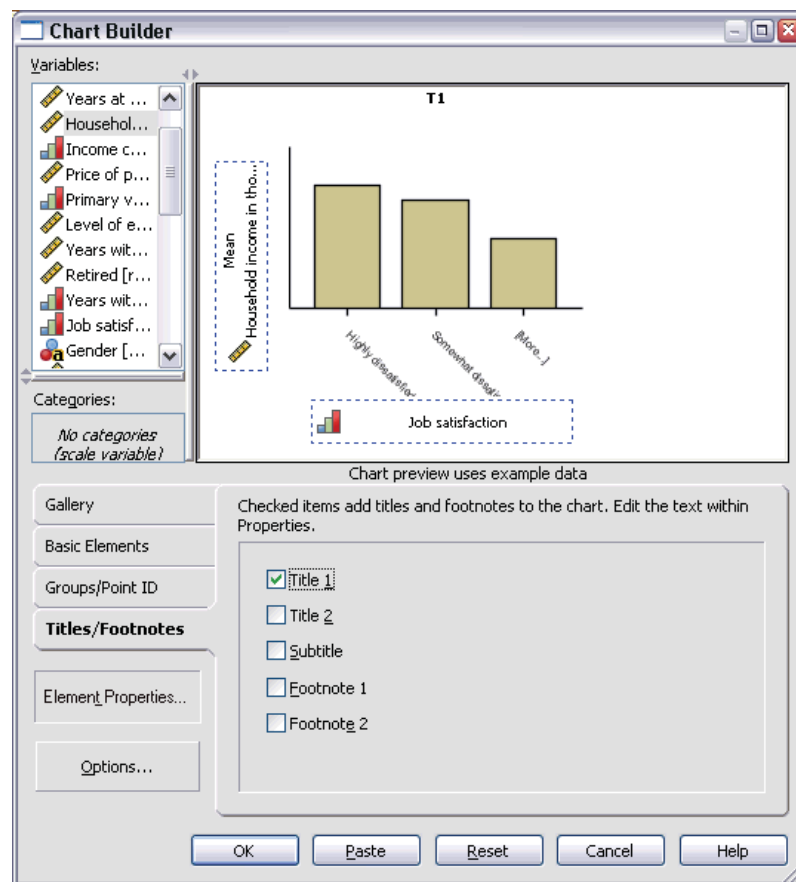 Chart Builder
Variables:
Years at ...
Househol...
Income c...
Price of p...
Primary v...
Level of e...
Years wit...
Retired [r...
Years wit...
Job satisf...
Gender [...
Categories:
No categories
(scale variable)
T1
Mean
Household income in tho...
Highly dissatisfied
Somewhat dissati
[More...]
Job satisfaction
Chart preview uses example data
Gallery
Basic Elements
Groups/Point ID
Titles/Footnotes
Element Properties...
Options...
Checked items add titles and footnotes to the chart. Edit the text within
Properties.
Title 1
Title 2
Subtitle
Footnote 1
Footnote 2
OK
Paste
Reset
Cancel
Help